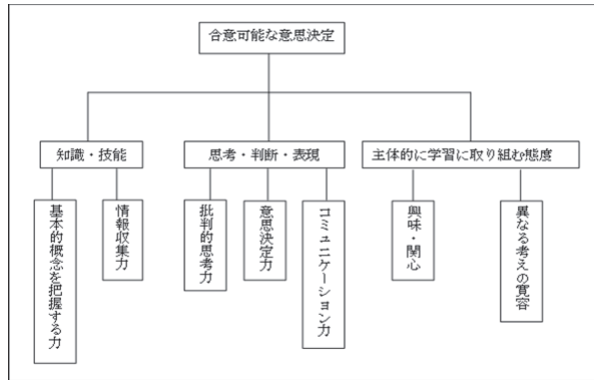 合意可能な意思決定
知識・技能
思考・判断・表現
主体的に学習に取り組む態度
基本的概念を把握する力
情報収集力
批判的思考力
意思決定力
コミュニケーション力
興味・関心
異なる考えの寛容